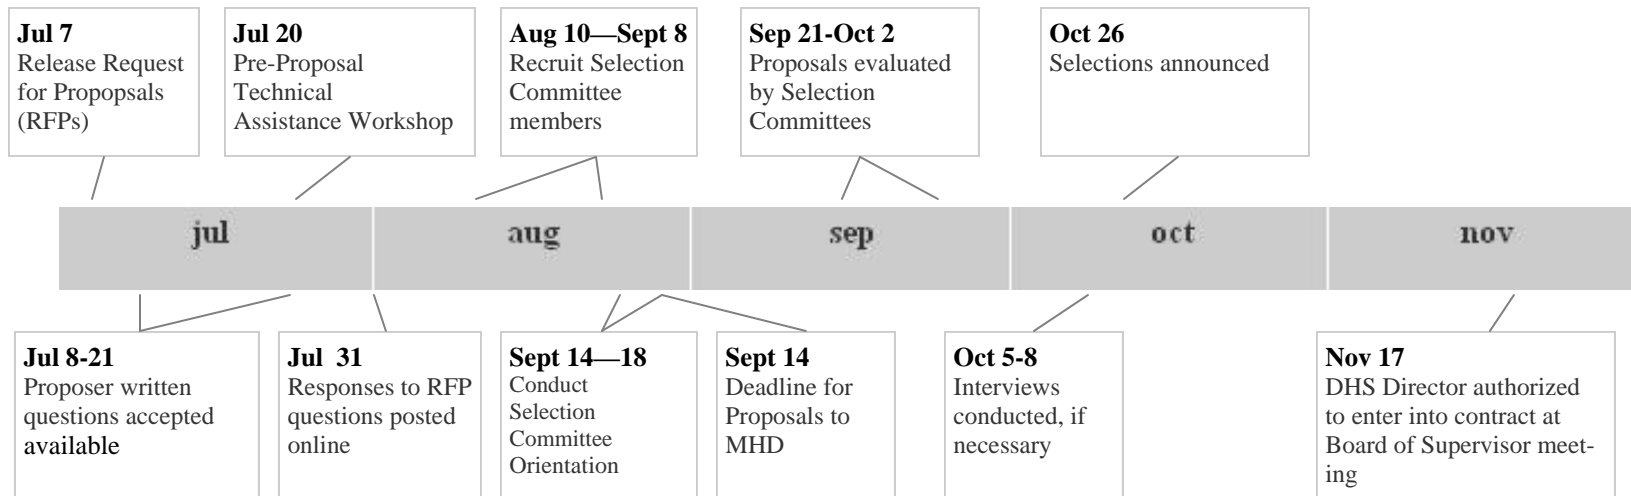 Jul 7
Release Request
for Propopsals
(RFPs)
Jul 20
Pre-Proposal
Technical
Assistance Workshop
Aug 10—Sept 8
Recruit Selection
Committee
members
Sep 21-Oct 2
Proposals evaluated
by Selection
Committees
Oct 26
Selections announced
jul
aug
sep
oct
nov
Jul 8-21
Proposer written
questions accepted
available
Jul  31
Responses to RFP
questions posted
online
Sept 14—18
Conduct
Selection
Committee
Orientation
Sept 14
Deadline for
Proposals to
MHD
Oct 5-8
Interviews
conducted, if
necessary
Nov 17
DHS Director authorized
to enter into contract at
Board of Supervisor meet-
ing